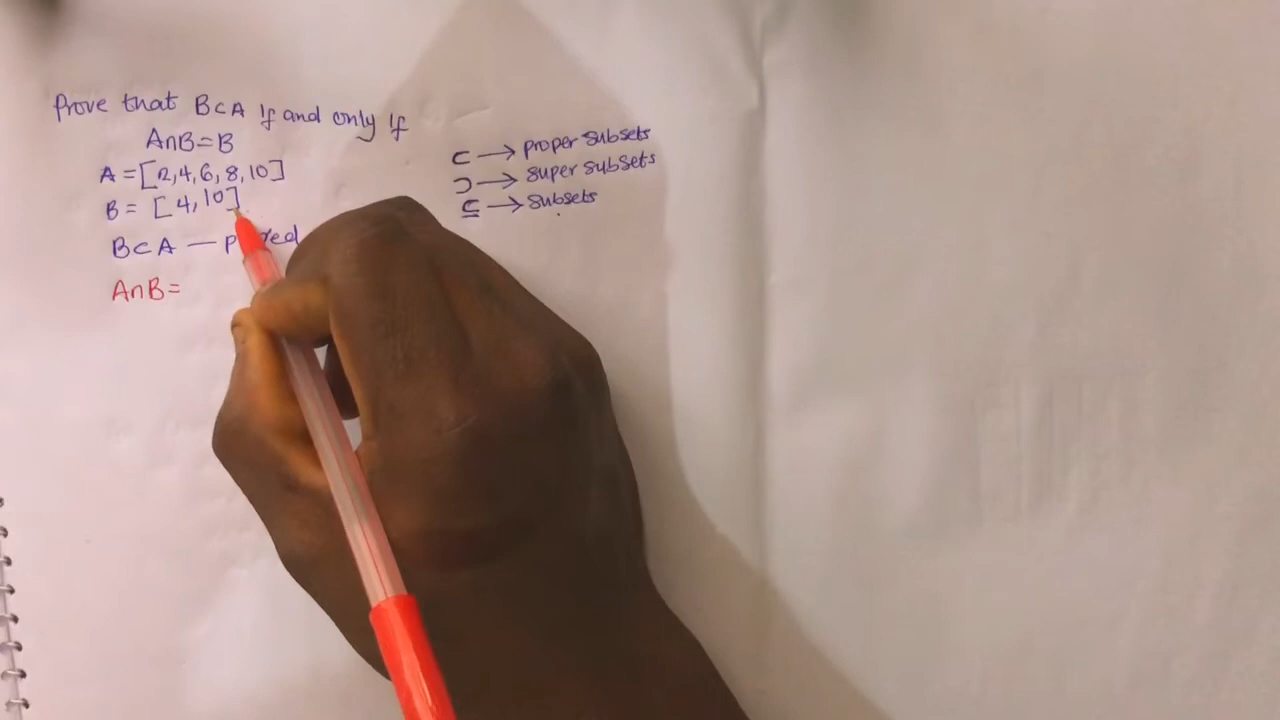 Prove that B⊂A If and only If
A∩B=B
A = [2,4,6,8,10]
B = [4,10]
B⊂A —
A∩B=
⊂ → proper subsets
⊃ → super subsets
⊆ → subsets